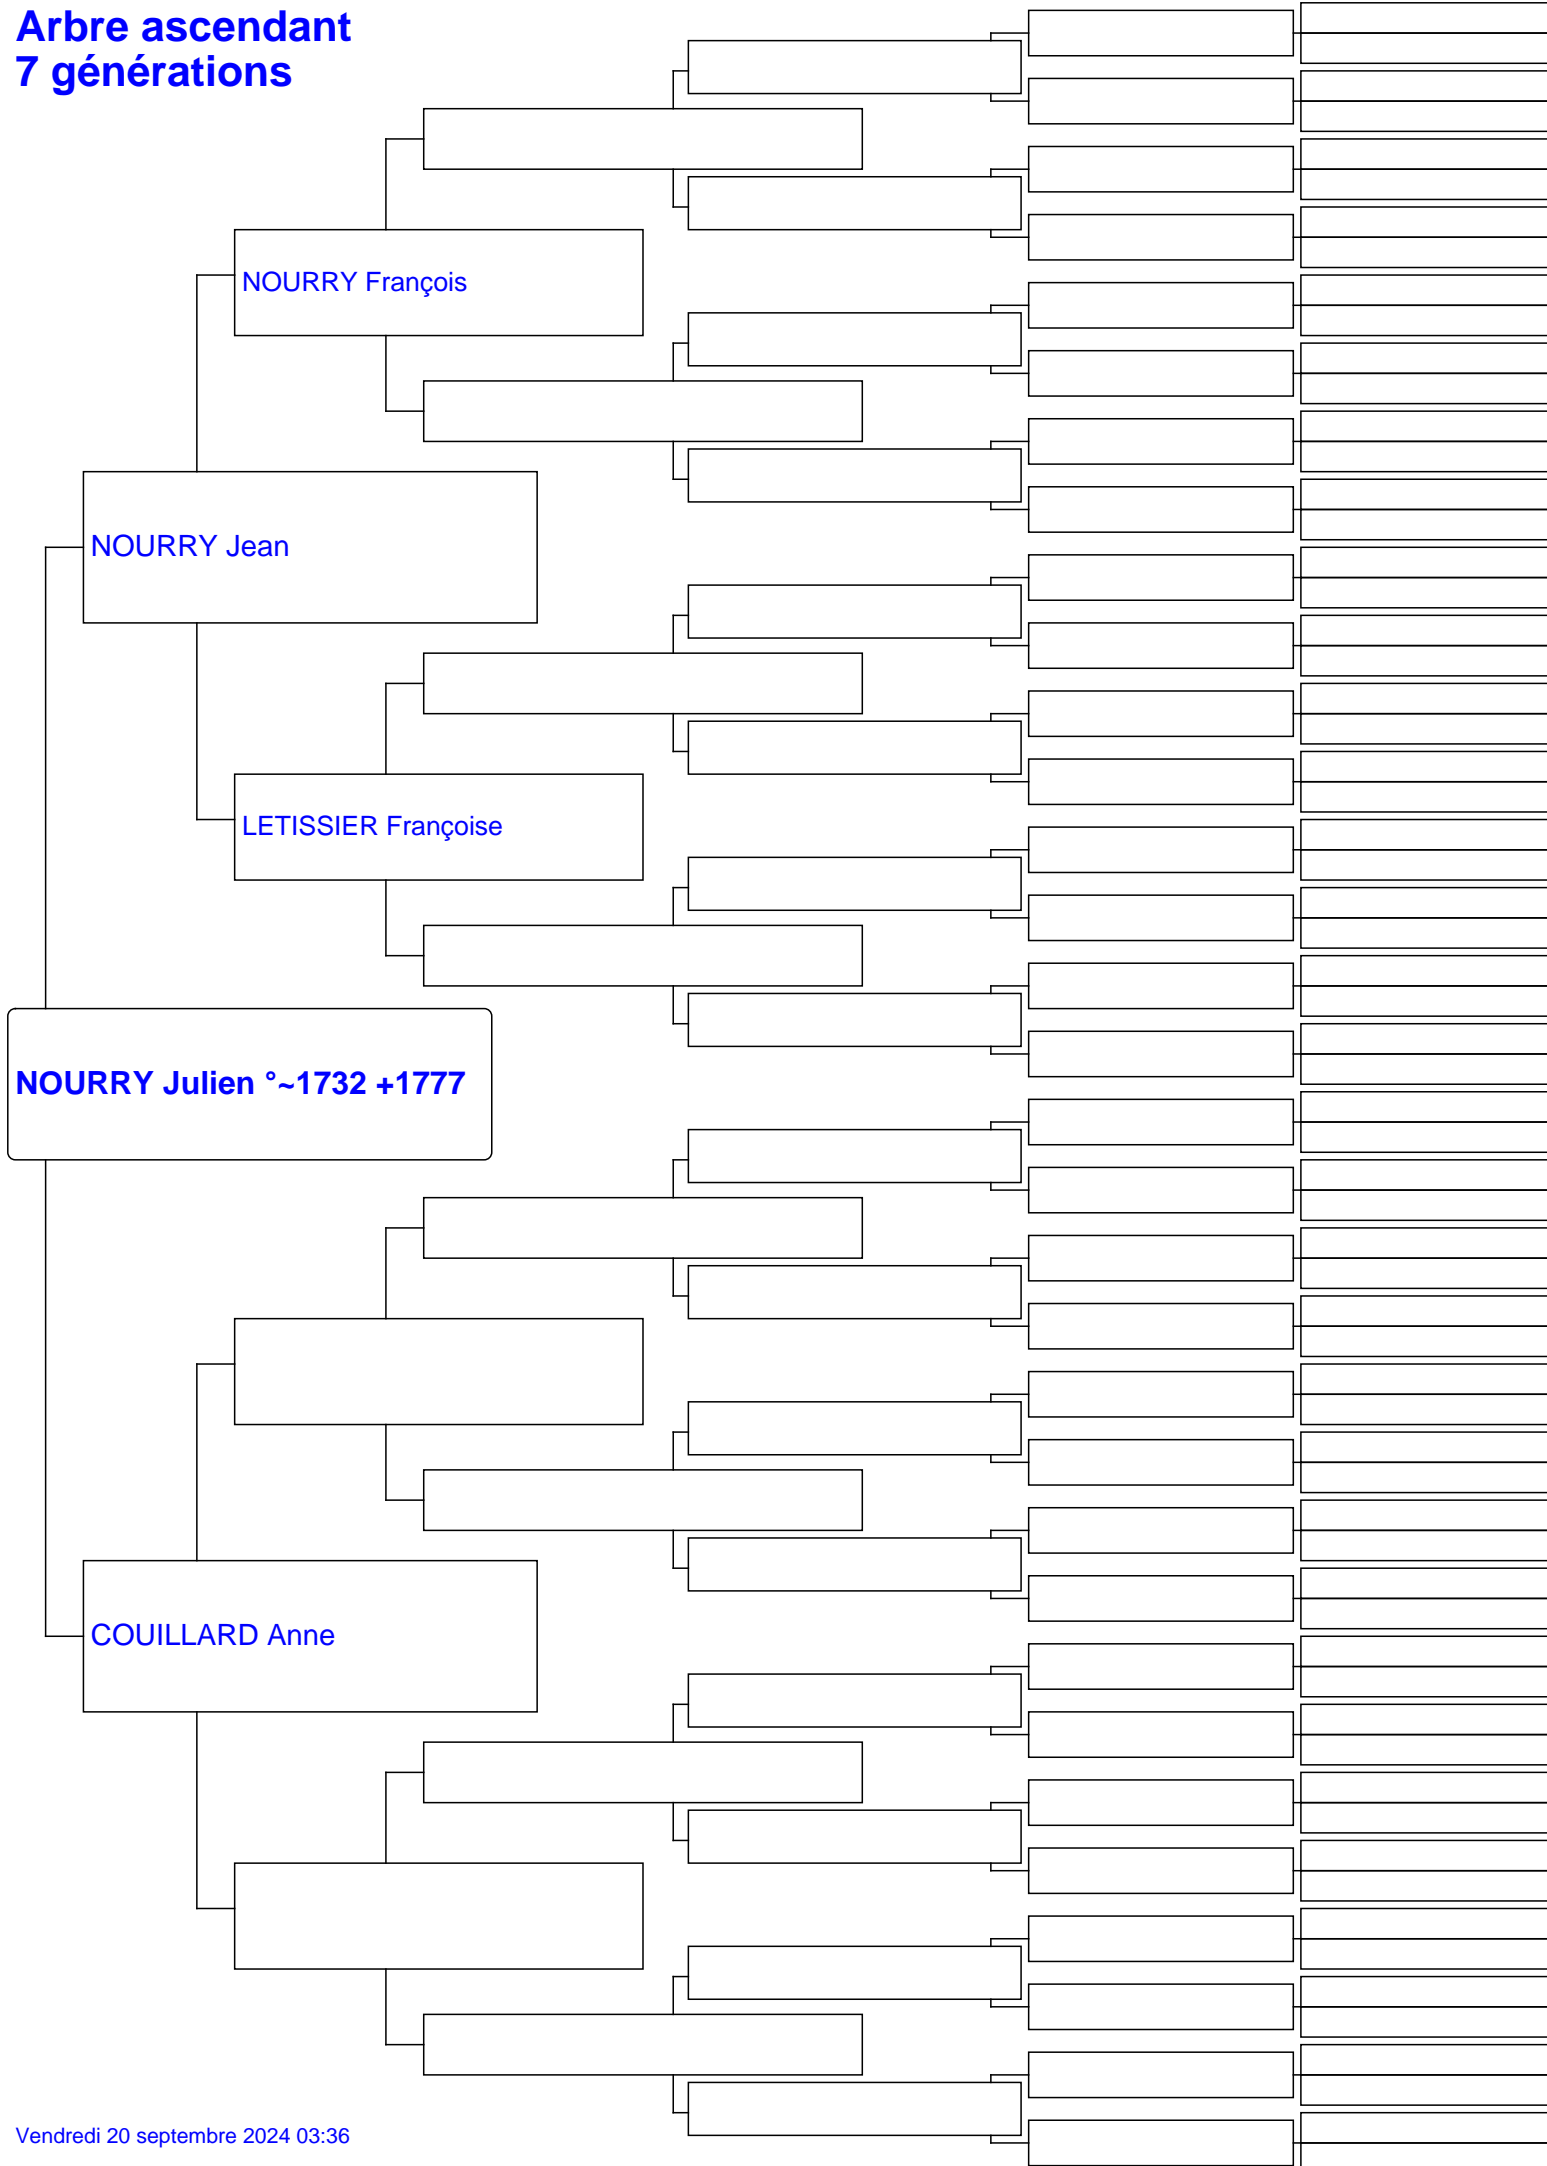 Arbre ascendant
7 générations
NOURRY François
NOURRY Jean
LETISSIER Françoise
NOURRY Julien °~1732 +1777
COUILLARD Anne
Vendredi 20 septembre 2024 03:36